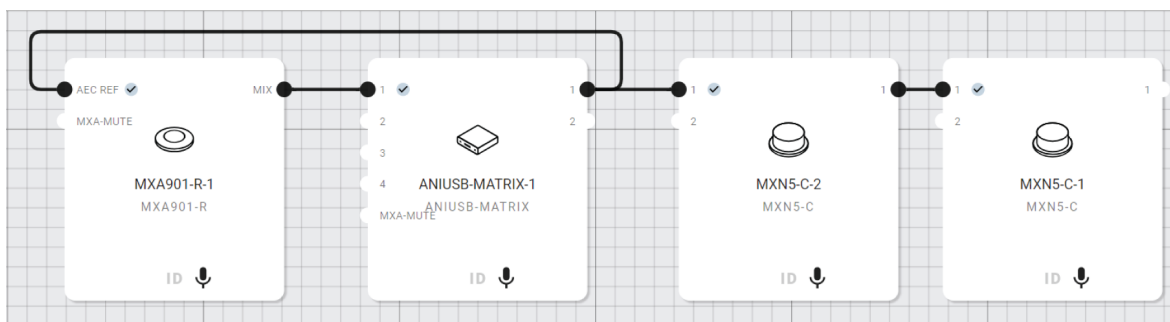 AEC REF
MIX
MXA-MUTE
MXA901-R-1
MXA901-R
ID
1
1
2
2
3
4
MXA-MUTE
ANIUSB-MATRIX-1
ANIUSB-MATRIX
ID
1
1
2
MXN5-C-2
MXN5-C
ID
1
1
2
MXN5-C-1
MXN5-C
ID